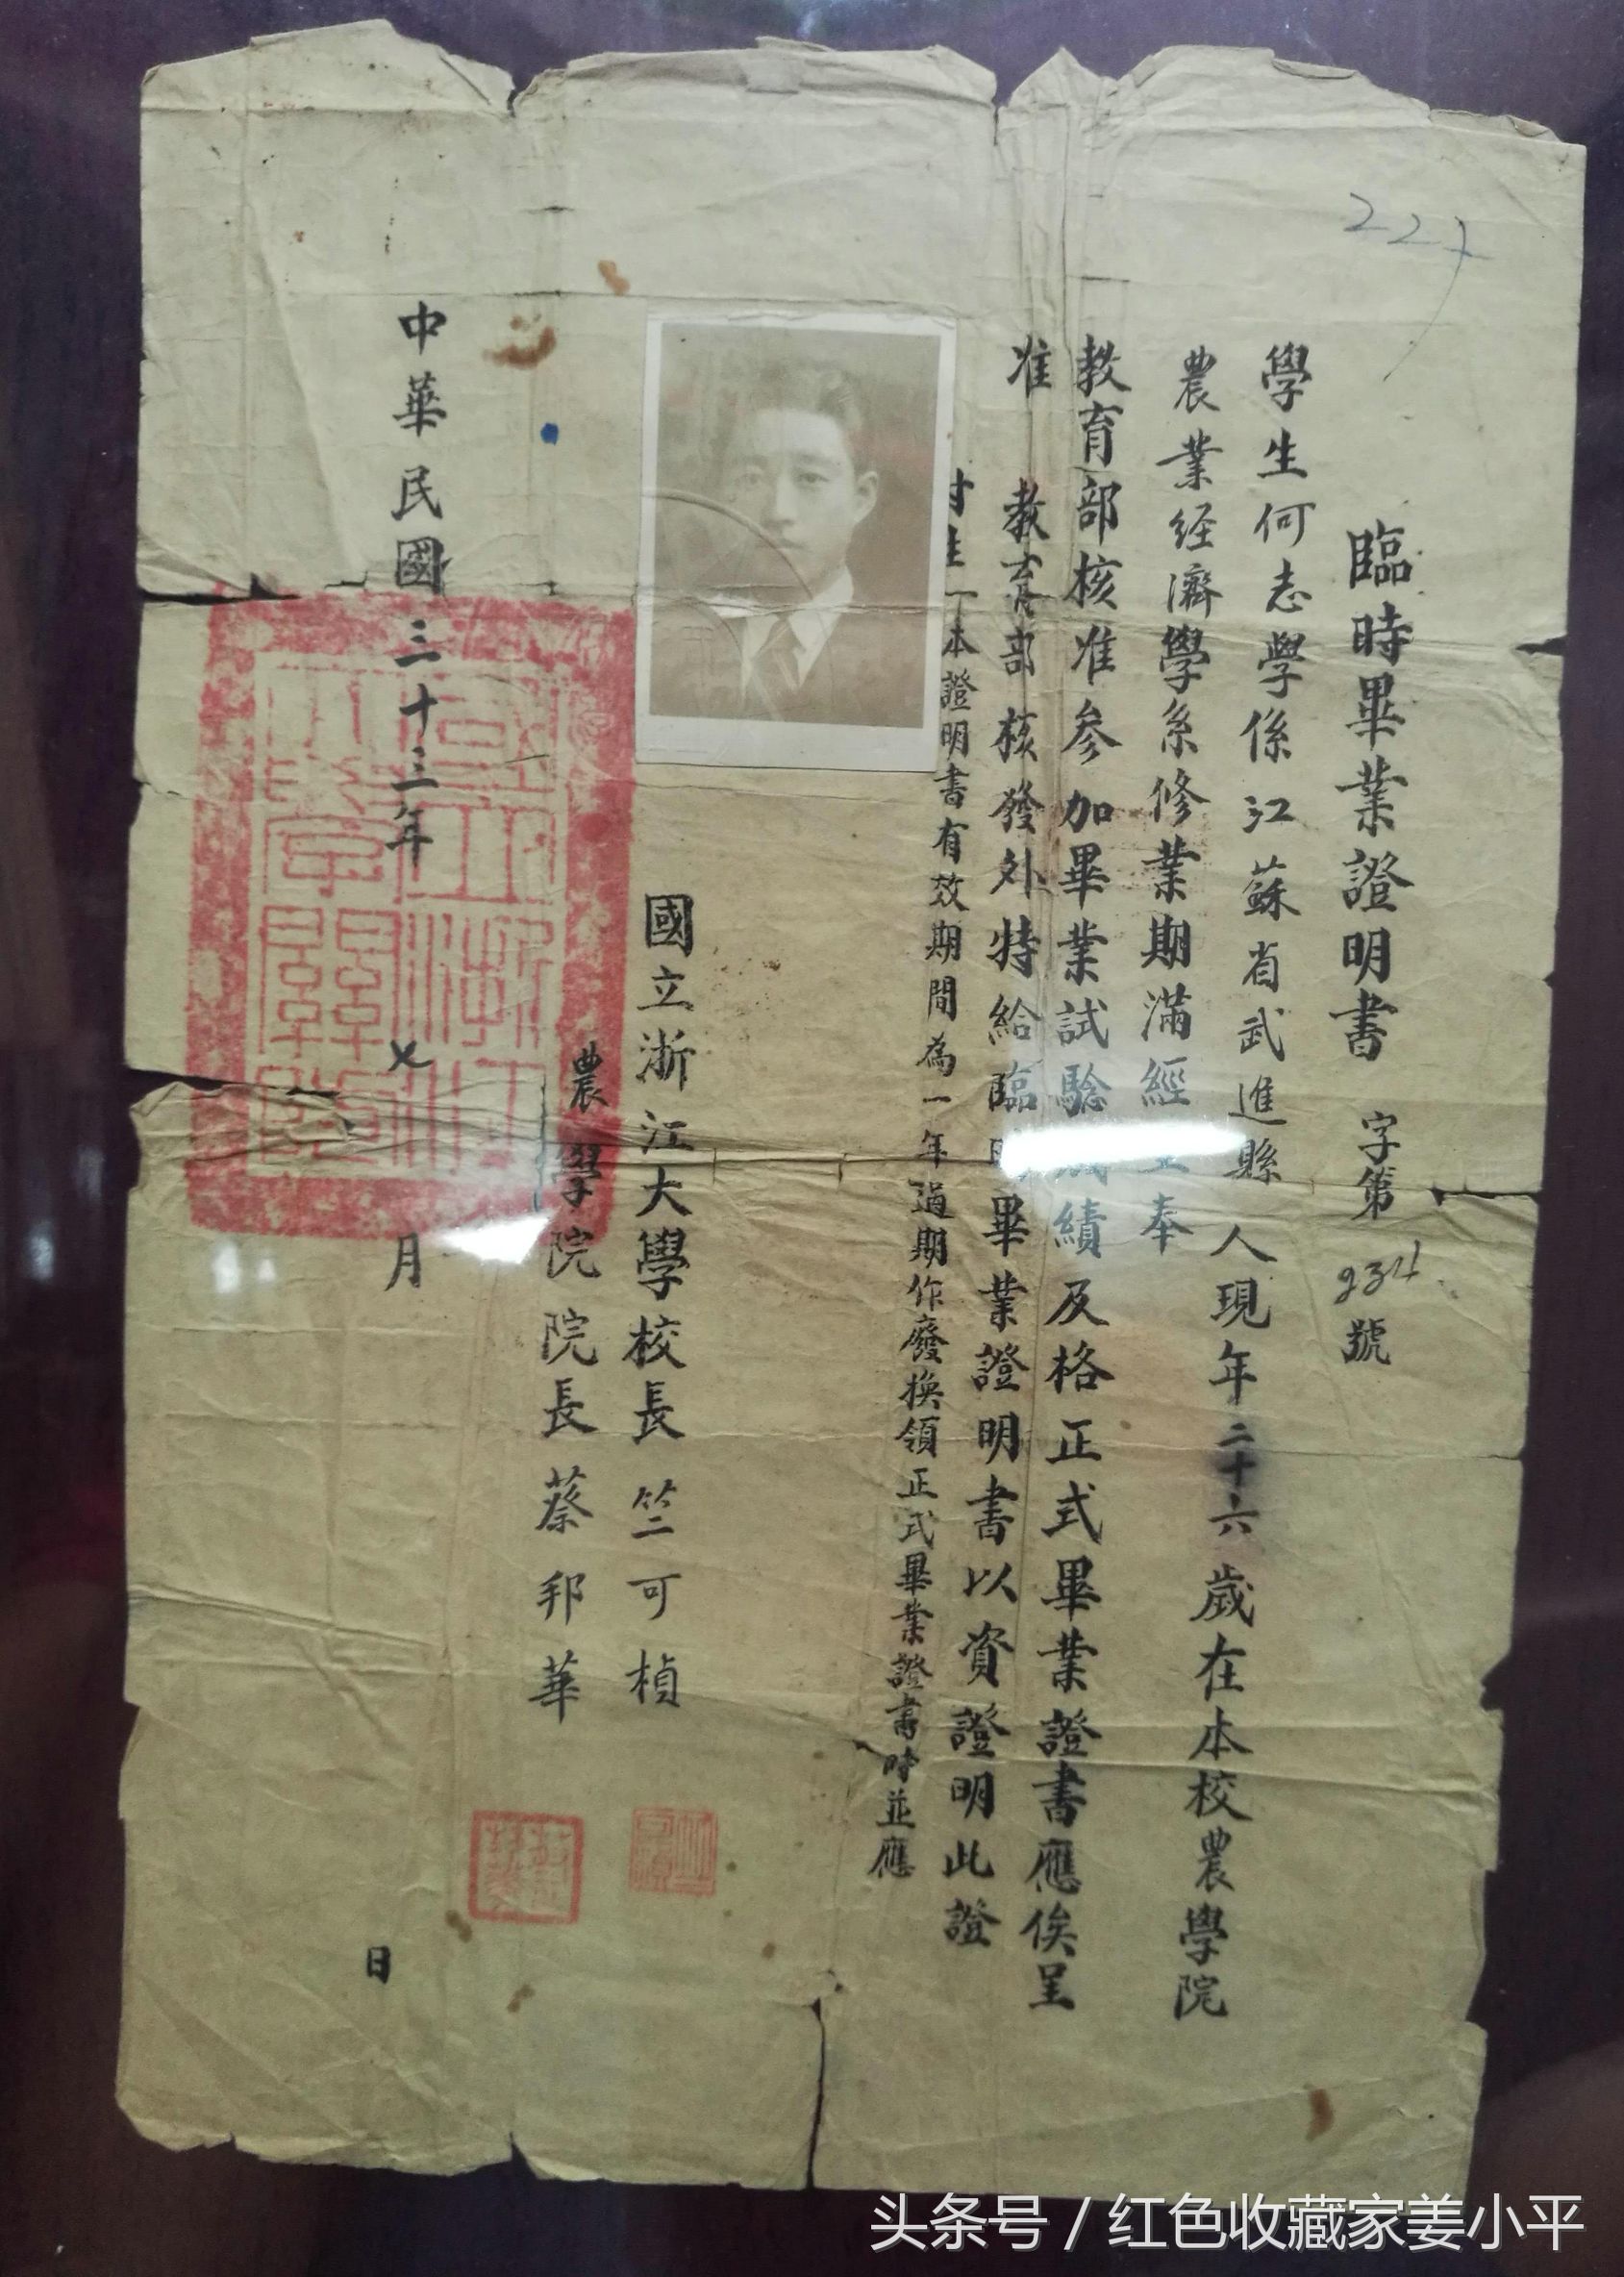 臨時畢業證明書 字第234號
學生何志學係江蘇省武進縣人現年二十六歲在本校農學院
農業经濟學系修業期滿經呈奉
教育部核准参加畢業試驗成績及格正式畢業證書應俟呈
准教育部核發外特給臨時畢業證明書以資證明此證
附註一本證明書有效期間為一年過期作廢換領正式畢業證書時並應
國立浙江大學校長竺可楨
農學院院長蔡邦華
中華民國三十三年七月 日
头条号 / 红色收藏家姜小平